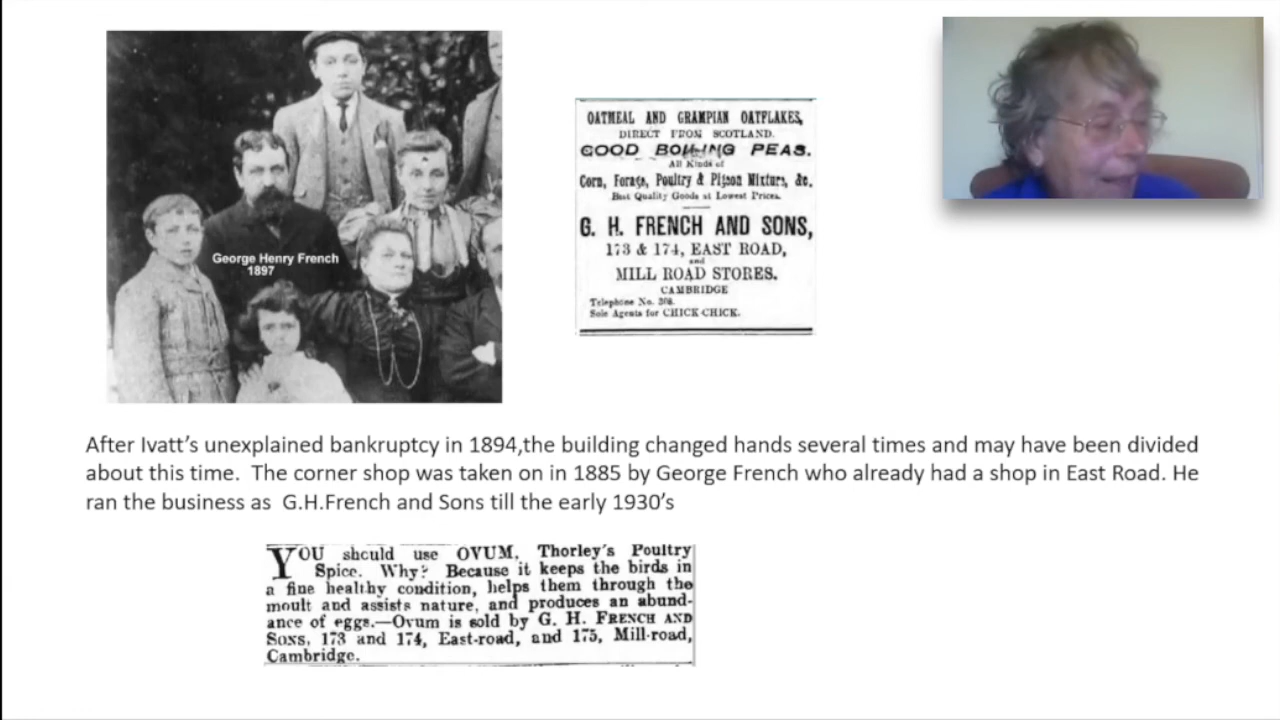 George Henry French
1897
OATMEAL AND GRAMPIAN OATFLAKES,
DIRECT FROM SCOTLAND.
GOOD BOILING PEAS.
All Kinds of
Corn, Forage, Poultry & Pigeon Mixture, &c.
Best Quality Goods at Lowest Prices.
G. H. FRENCH AND SONS,
173 & 174, EAST ROAD,
and
MILL ROAD STORES.
CAMBRIDGE
Telephone No.
Sole Agents for CHICK-CHICK.
After Ivatt's unexplained bankruptcy in 1894,the building changed hands several times and may have been divided
about this time. The corner shop was taken on in 1885 by George French who already had a shop in East Road. He
ran the business as G.H.French and Sons till the early 1930's
YOU should use OVUM, Thorley's Poultry
Spice. Why? Because it keeps the birds in
a fine healthy condition, helps them through the
moult and assists nature, and produces an abund-
ance of eggs.—Ovum is sold by G. H. FRENCH AND
SONS, 173 and 174, East-road, and 175, Mill-road,
Cambridge.